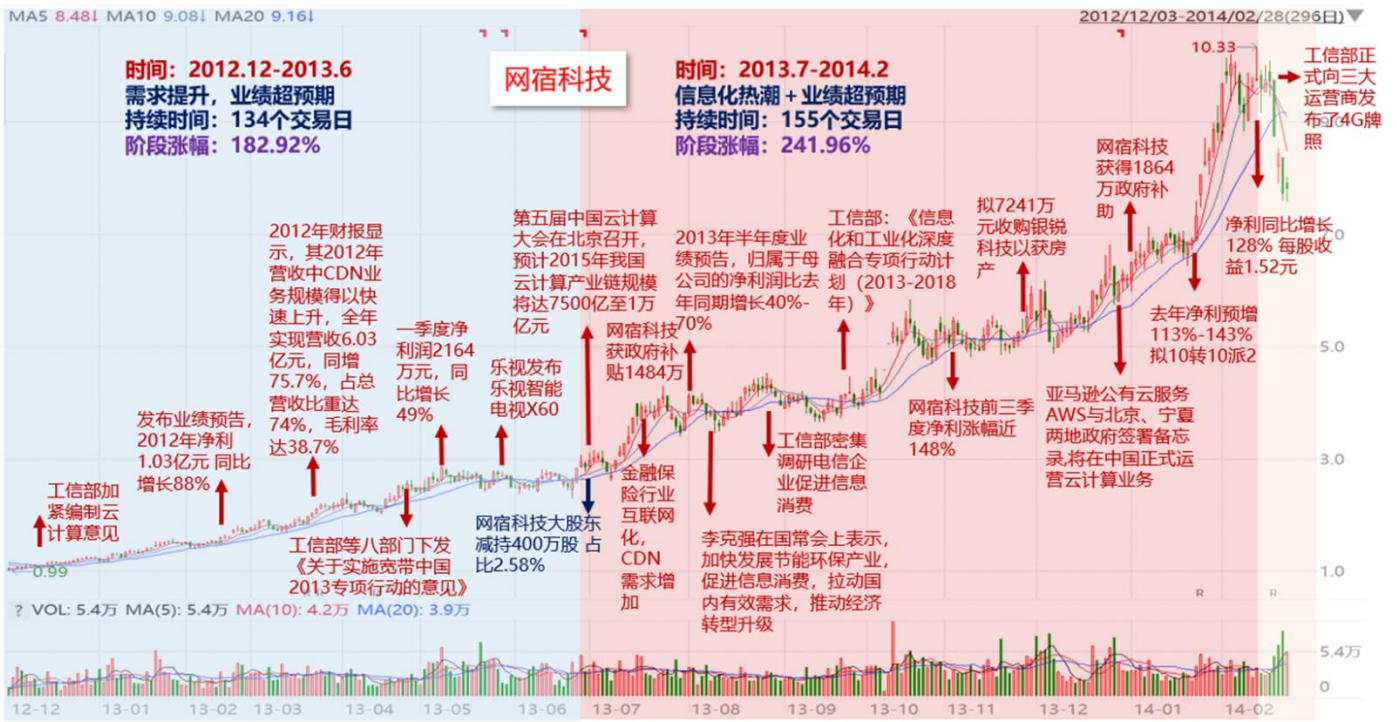 MA5 8.48↓ MA10 9.08↓ MA20 9.16↓
2012/12/03-2014/02/28(296日)
时间：2012.12-2013.6
需求提升，业绩超预期
持续时间：134个交易日
阶段涨幅：182.92%
网宿科技
时间：2013.7-2014.2
信息化热潮＋业绩超预期
持续时间：155个交易日
阶段涨幅：241.96%
10.33
工信部正
式向三大
运营商发
布了4G牌
照
工信部加
紧编制云
计算意见
0.99
发布业绩预告，
2012年净利
1.03亿元 同比
增长88%
2012年财报显
示，其2012年
营收中CDN业
务规模得以快
速上升，全年
实现营收6.03
亿元，同增
75.7%，占总
营收比重达
74%，毛利率
达38.7%
工信部等八部门下发
《关于实施宽带中国
2013专项行动的意见》
一季度净
利润2164
万元，同
比增长
49%
乐视发布
乐视智能
电视X60
网宿科技大股东
减持400万股 占
比2.58%
第五届中国云计算
大会在北京召开，
预计2015年我国
云计算产业链规模
将达7500亿至1万
亿元
网宿科技
获政府补
贴1484万
金融保
险行业
互联网
化，
CDN
需求增
加
2013年半年度业
绩预告，归属于母
公司的净利润比去
年同期增长40%-
70%
李克强在国常会上表示，
加快发展节能环保产业，
促进信息消费，拉动国
内有效需求，推动经济
转型升级
工信部密集
调研电信企
业促进信息
消费
工信部：《信息
化和工业化深度
融合专项行动计
划（2013-2018
年）》
网宿科技前三季
度净利涨幅近
148%
拟7241万
元收购银锐
科技以获房
产
亚马逊公有云服务
AWS与北京、宁夏
两地政府签署备忘
录,将在中国正式运
营云计算业务
网宿科技
获得1864
万政府补
助
去年净利预增
113%-143%
拟10转10派2
净利同比增长
128% 每股收
益1.52元
9.0
7.0
5.0
3.0
1.0
R
R
? VOL: 5.4万 MA(5): 5.4万 MA(10): 4.2万 MA(20): 3.9万
5.4万
0
12-12 13-01 13-02 13-03 13-04 13-05 13-06 13-07 13-08 13-09 13-10 13-11 13-12 14-01 14-02